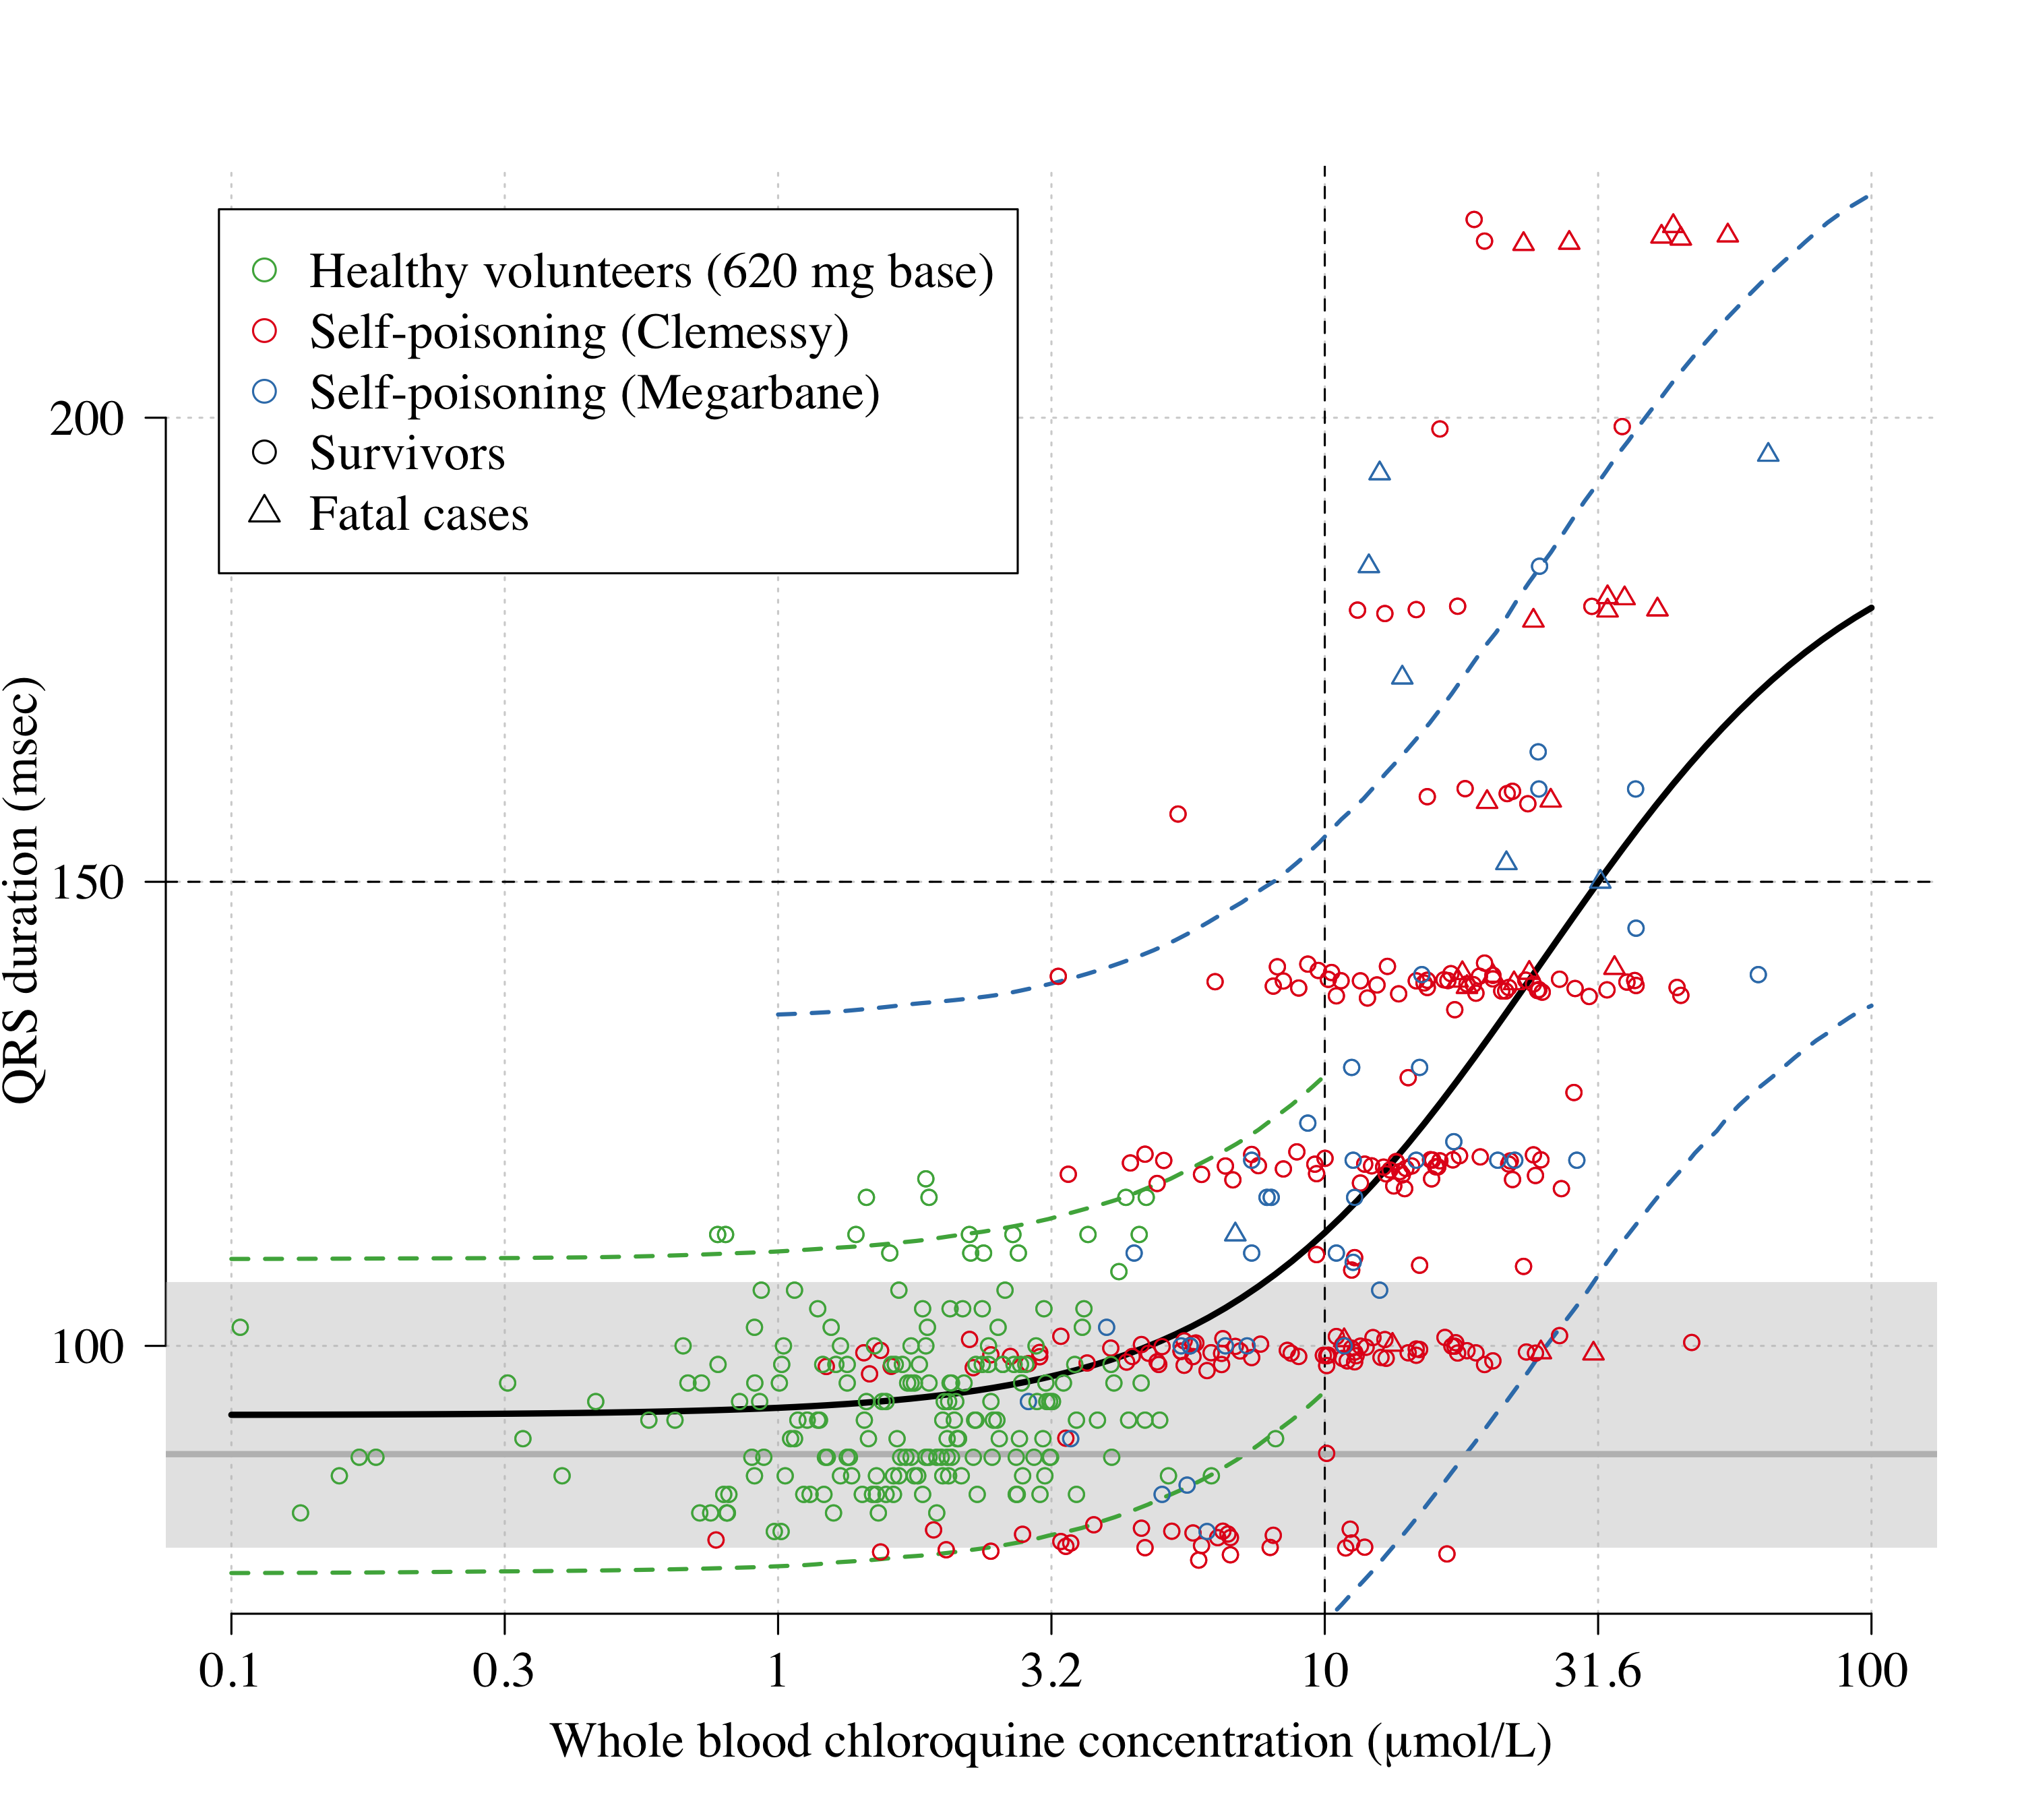 Healthy volunteers (620 mg base)
Self-poisoning (Clemessy)
Self-poisoning (Megarbane)
Survivors
Fatal cases
QRS duration (msec)
200
150
100
0.1
0.3
1
3.2
10
31.6
100
Whole blood chloroquine concentration (μmol/L)